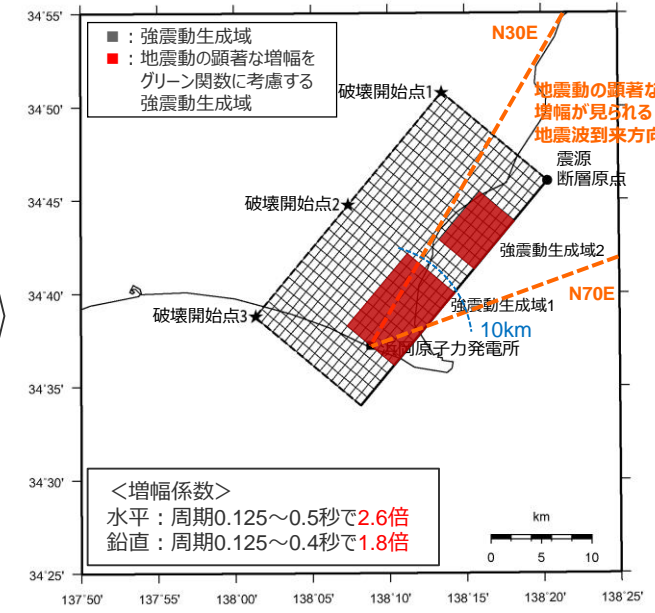 ■：強震動生成域
■：地震動の顕著な増幅を
グリーン関数に考慮する
強震動生成域
N30E
地震動の顕著な
増幅が見られる
地震波到来方向
破壊開始点1
震源
断層原点
破壊開始点2
強震動生成域2
N70E
強震動生成域1
破壊開始点3
10km
浜岡原子力発電所
＜増幅係数＞
水平：周期0.125～0.5秒で2.6倍
鉛直：周期0.125～0.4秒で1.8倍
km
0 5 10
34˚55'
34˚50'
34˚45'
34˚40'
34˚35'
34˚30'
34˚25'
137˚50' 137˚55' 138˚00' 138˚05' 138˚10' 138˚15' 138˚20' 138˚25'